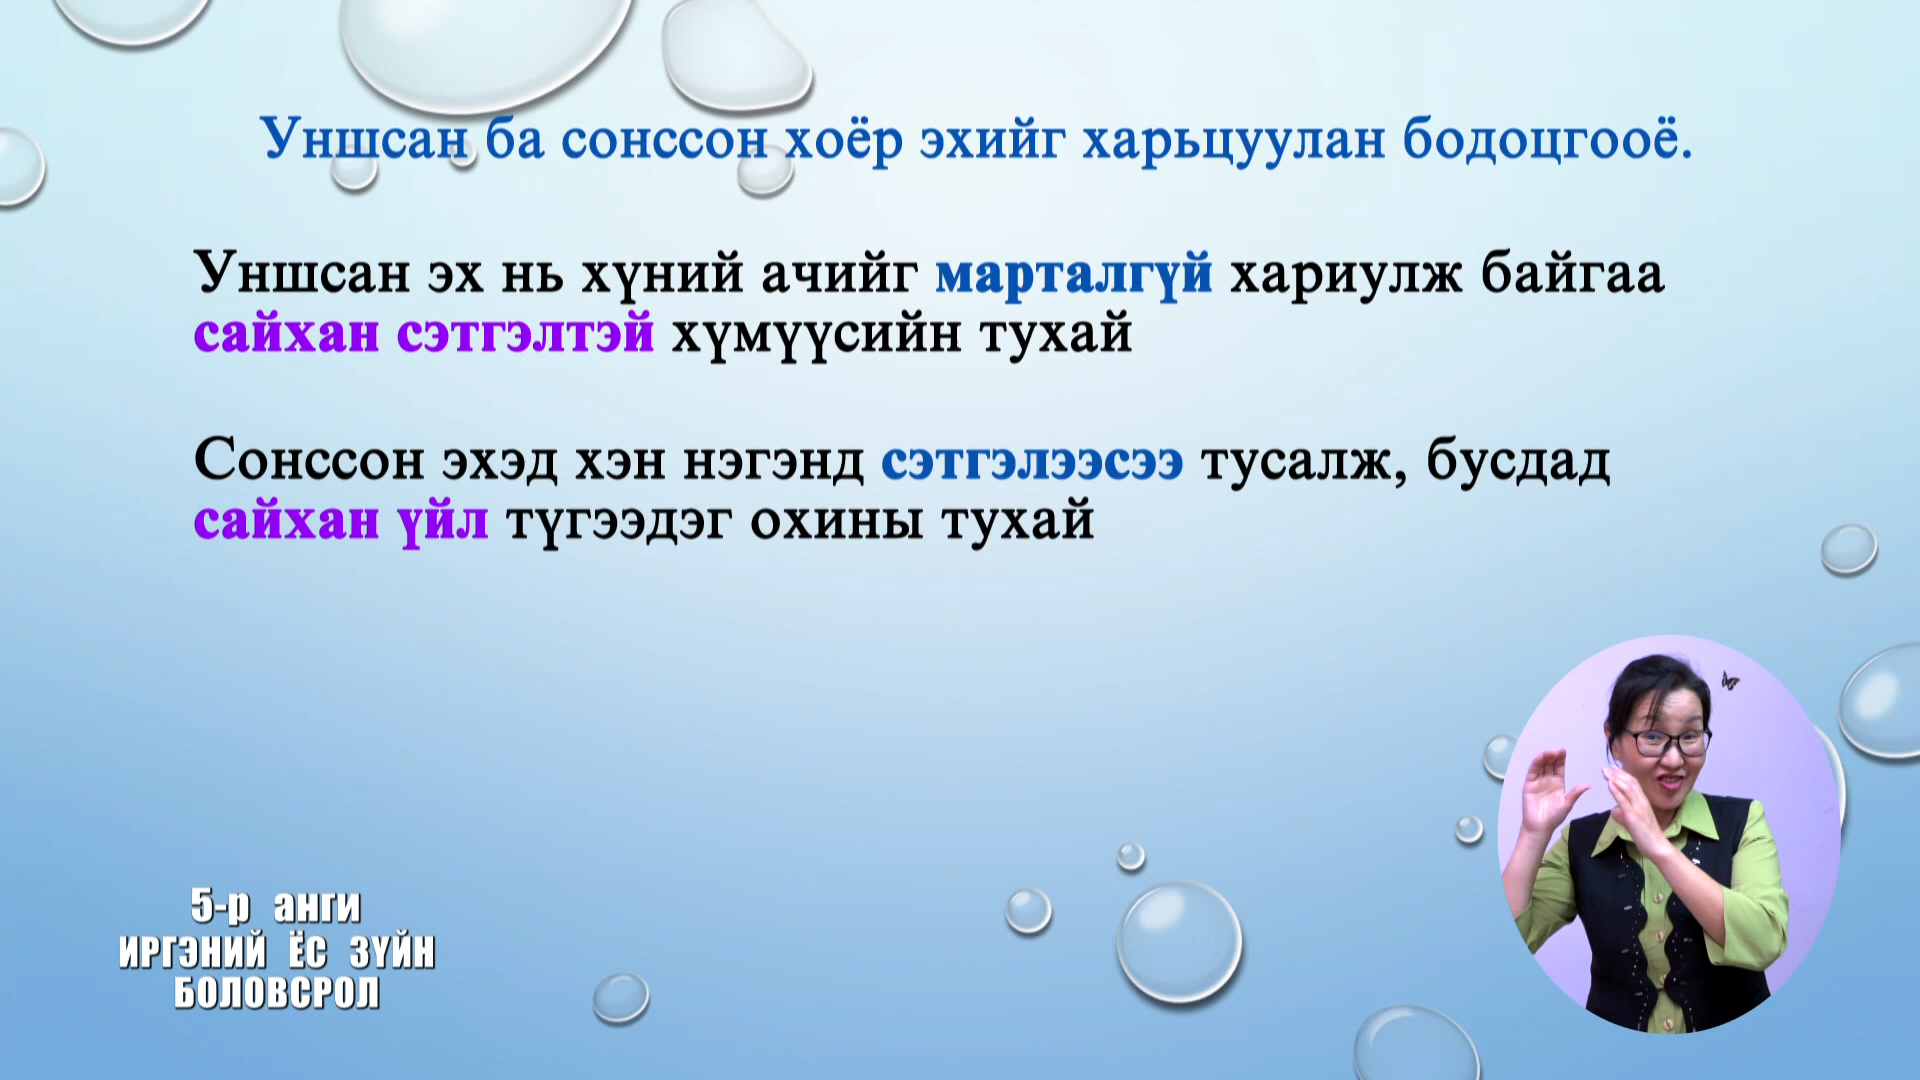 Уншсан ба сонссон хоёр эхийг харьцуулан бодоцгооё.
Уншсан эх нь хүний ачийг марталгүй хариулж байгаа
сайхан сэтгэлтэй хүмүүсийн тухай
Сонссон эхэд хэн нэгэнд сэтгэлээсээ тусалж, бусдад
сайхан үйл түгээдэг охины тухай
5-р анги
ИРГЭНИЙ ЁС ЗҮЙН
БОЛОВСРОЛ